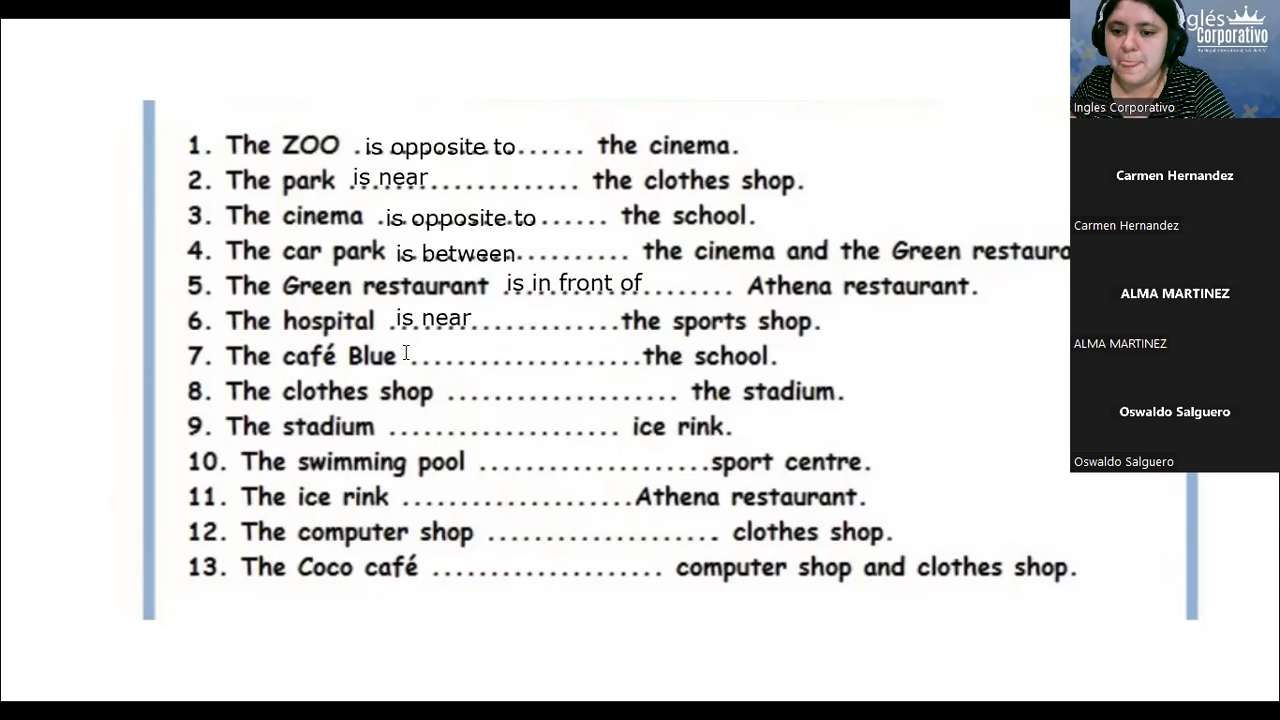 1. The ZOO .is opposite to...... the cinema.
2. The park is near................... the clothes shop.
3. The cinema .is opposite to...... the school.
4. The car park is between.......... the cinema and the Green restaura
5. The Green restaurant is in front of........ Athena restaurant.
6. The hospital is near.............the sports shop.
7. The café Blue ....................the school.
8. The clothes shop .................... the stadium.
9. The stadium .................... ice rink.
10. The swimming pool ....................sport centre.
11. The ice rink ....................Athena restaurant.
12. The computer shop .................... clothes shop.
13. The Coco café .................... computer shop and clothes shop.
glés
Corporativo
Ingles Corporativo
Carmen Hernandez
Carmen Hernandez
ALMA MARTINEZ
ALMA MARTINEZ
Oswaldo Salguero
Oswaldo Salguero